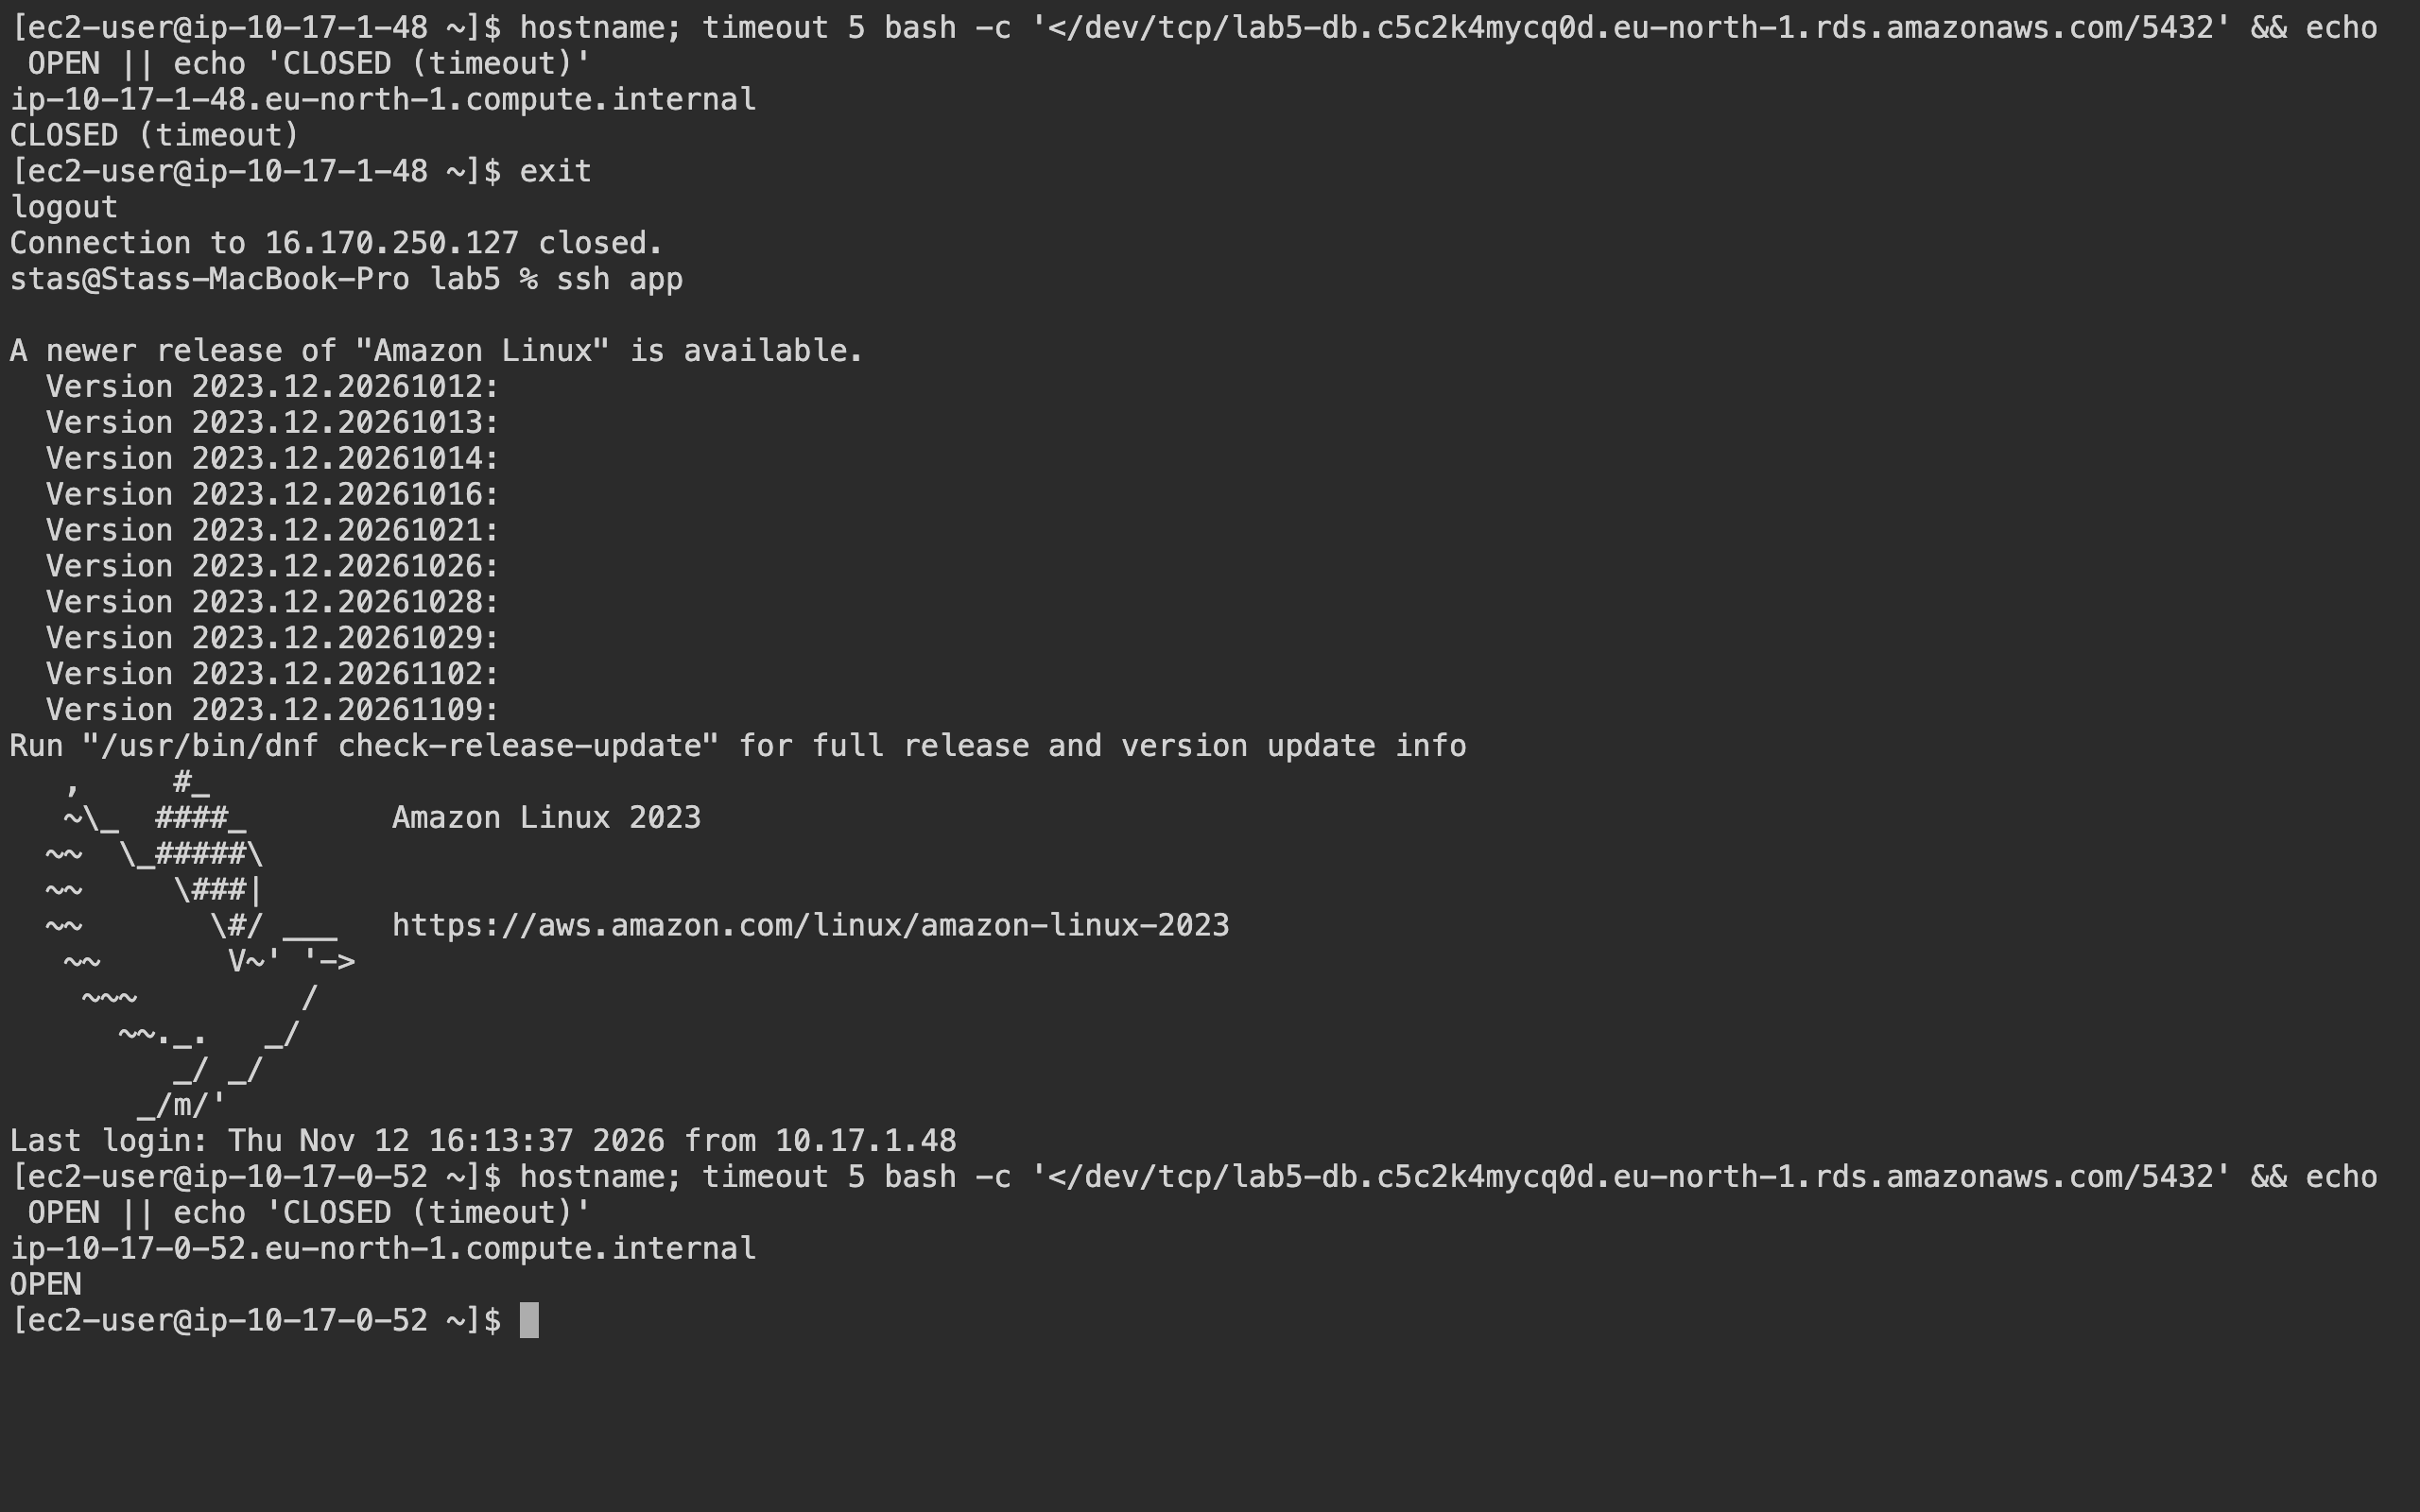 [ec2-user@ip-10-17-1-48 ~]$ hostname; timeout 5 bash -c '</dev/tcp/lab5-db.c5c2k4mycq0d.eu-north-1.rds.amazonaws.com/5432' && echo
 OPEN || echo 'CLOSED (timeout)'
ip-10-17-1-48.eu-north-1.compute.internal
CLOSED (timeout)
[ec2-user@ip-10-17-1-48 ~]$ exit
logout
Connection to 16.170.250.127 closed.
stas@Stass-MacBook-Pro lab5 % ssh app

A newer release of "Amazon Linux" is available.
  Version 2023.12.20261012:
  Version 2023.12.20261013:
  Version 2023.12.20261014:
  Version 2023.12.20261016:
  Version 2023.12.20261021:
  Version 2023.12.20261026:
  Version 2023.12.20261028:
  Version 2023.12.20261029:
  Version 2023.12.20261102:
  Version 2023.12.20261109:
Run "/usr/bin/dnf check-release-update" for full release and version update info
   ,     #_
   ~\_  ####_        Amazon Linux 2023
  ~~  \_#####\
  ~~     \###|
  ~~       \#/ ___   https://aws.amazon.com/linux/amazon-linux-2023
   ~~       V~' '->
    ~~~         /
      ~~._.   _/
         _/ _/
       _/m/'
Last login: Thu Nov 12 16:13:37 2026 from 10.17.1.48
[ec2-user@ip-10-17-0-52 ~]$ hostname; timeout 5 bash -c '</dev/tcp/lab5-db.c5c2k4mycq0d.eu-north-1.rds.amazonaws.com/5432' && echo
 OPEN || echo 'CLOSED (timeout)'
ip-10-17-0-52.eu-north-1.compute.internal
OPEN
[ec2-user@ip-10-17-0-52 ~]$